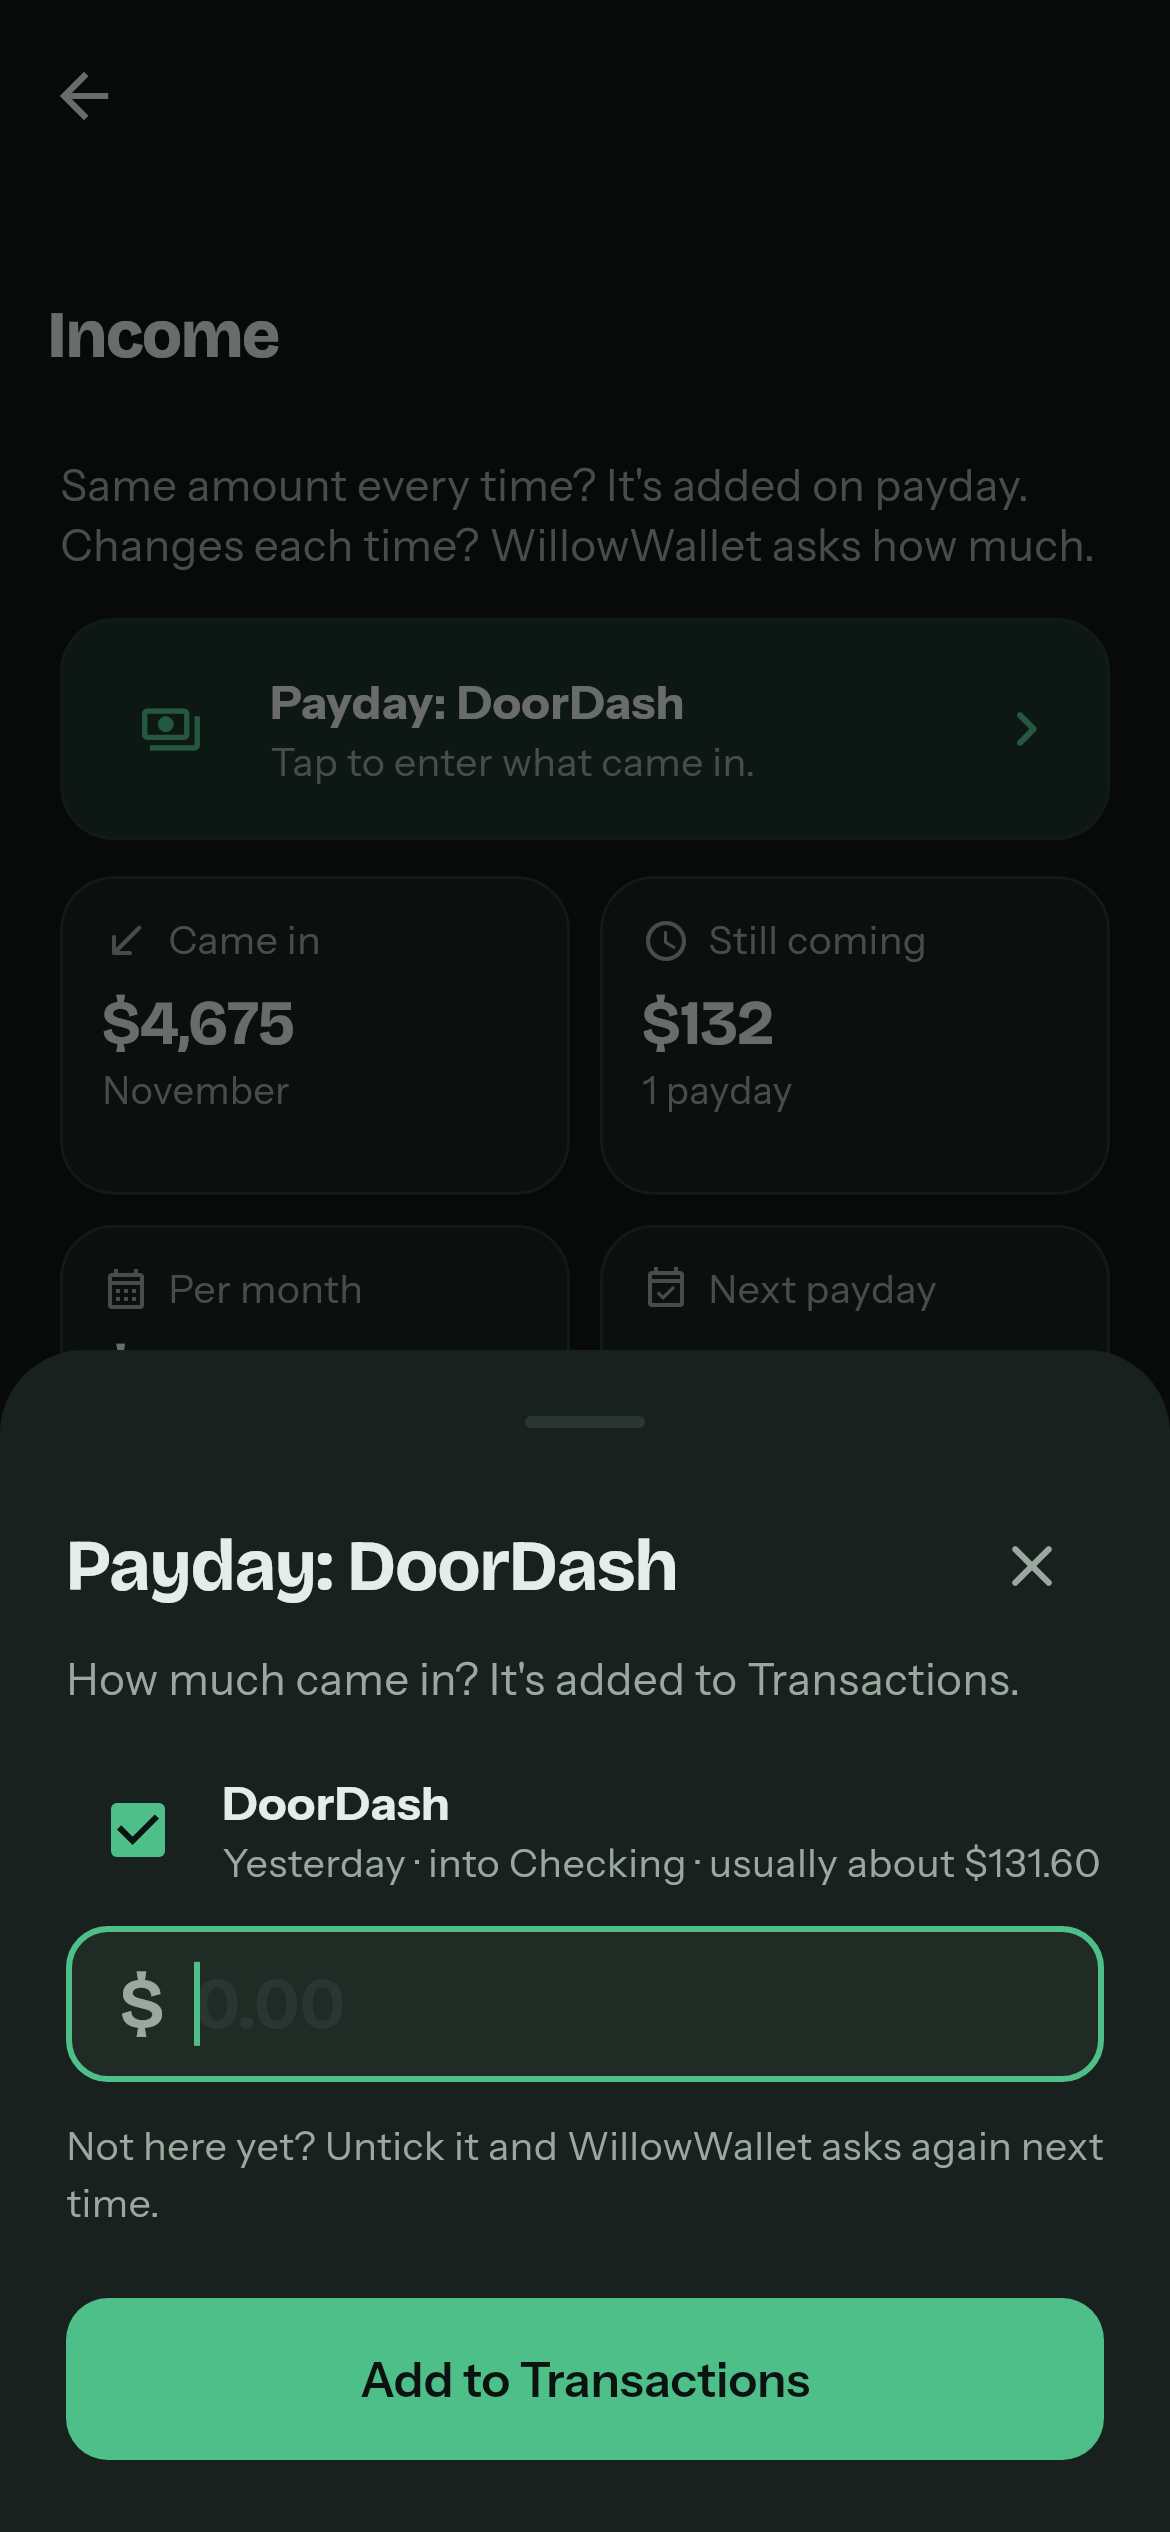 Income
Same amount every time? It's added on payday.
Changes each time? WillowWallet asks how much.
Payday: DoorDash
Tap to enter what came in.
Came in
$4,675
November
Still coming
$132
1 payday
Per month
Next payday
Payday: DoorDash
How much came in? It's added to Transactions.
DoorDash
Yesterday · into Checking · usually about $131.60
$ 0.00
Not here yet? Untick it and WillowWallet asks again next
time.
Add to Transactions